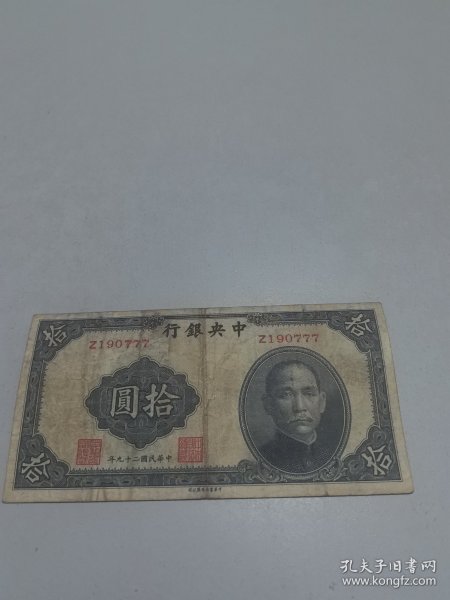 中央銀行
Z190777 Z190777
拾 拾
拾圓
中華民國二十九年
拾 拾
孔夫子旧书网
www.kongfz.com